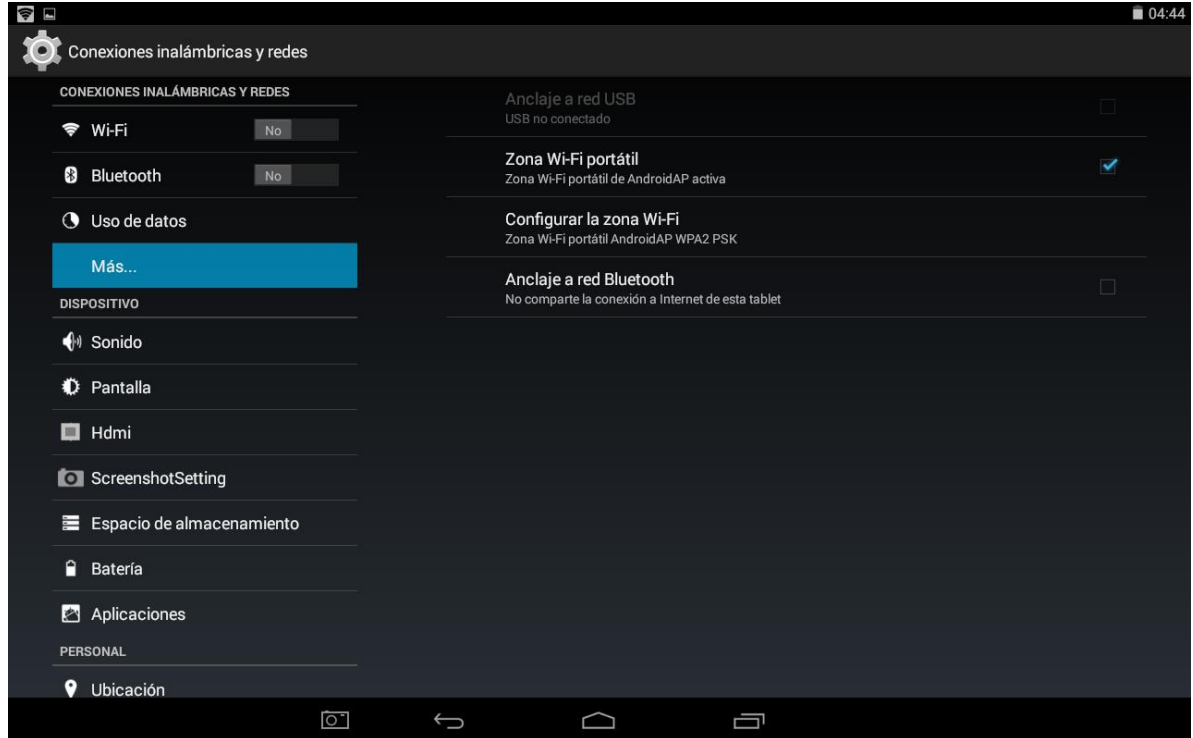 04:44
Conexiones inalámbricas y redes
CONEXIONES INALÁMBRICAS Y REDES
Wi-Fi
No
Bluetooth
No
Uso de datos
Más...
DISPOSITIVO
Sonido
Pantalla
Hdmi
ScreenshotSetting
Espacio de almacenamiento
Batería
Aplicaciones
PERSONAL
Ubicación
Anclaje a red USB
USB no conectado
Zona Wi-Fi portátil
Zona Wi-Fi portátil de AndroidAP activa
Configurar la zona Wi-Fi
Zona Wi-Fi portátil AndroidAP WPA2 PSK
Anclaje a red Bluetooth
No comparte la conexión a Internet de esta tablet